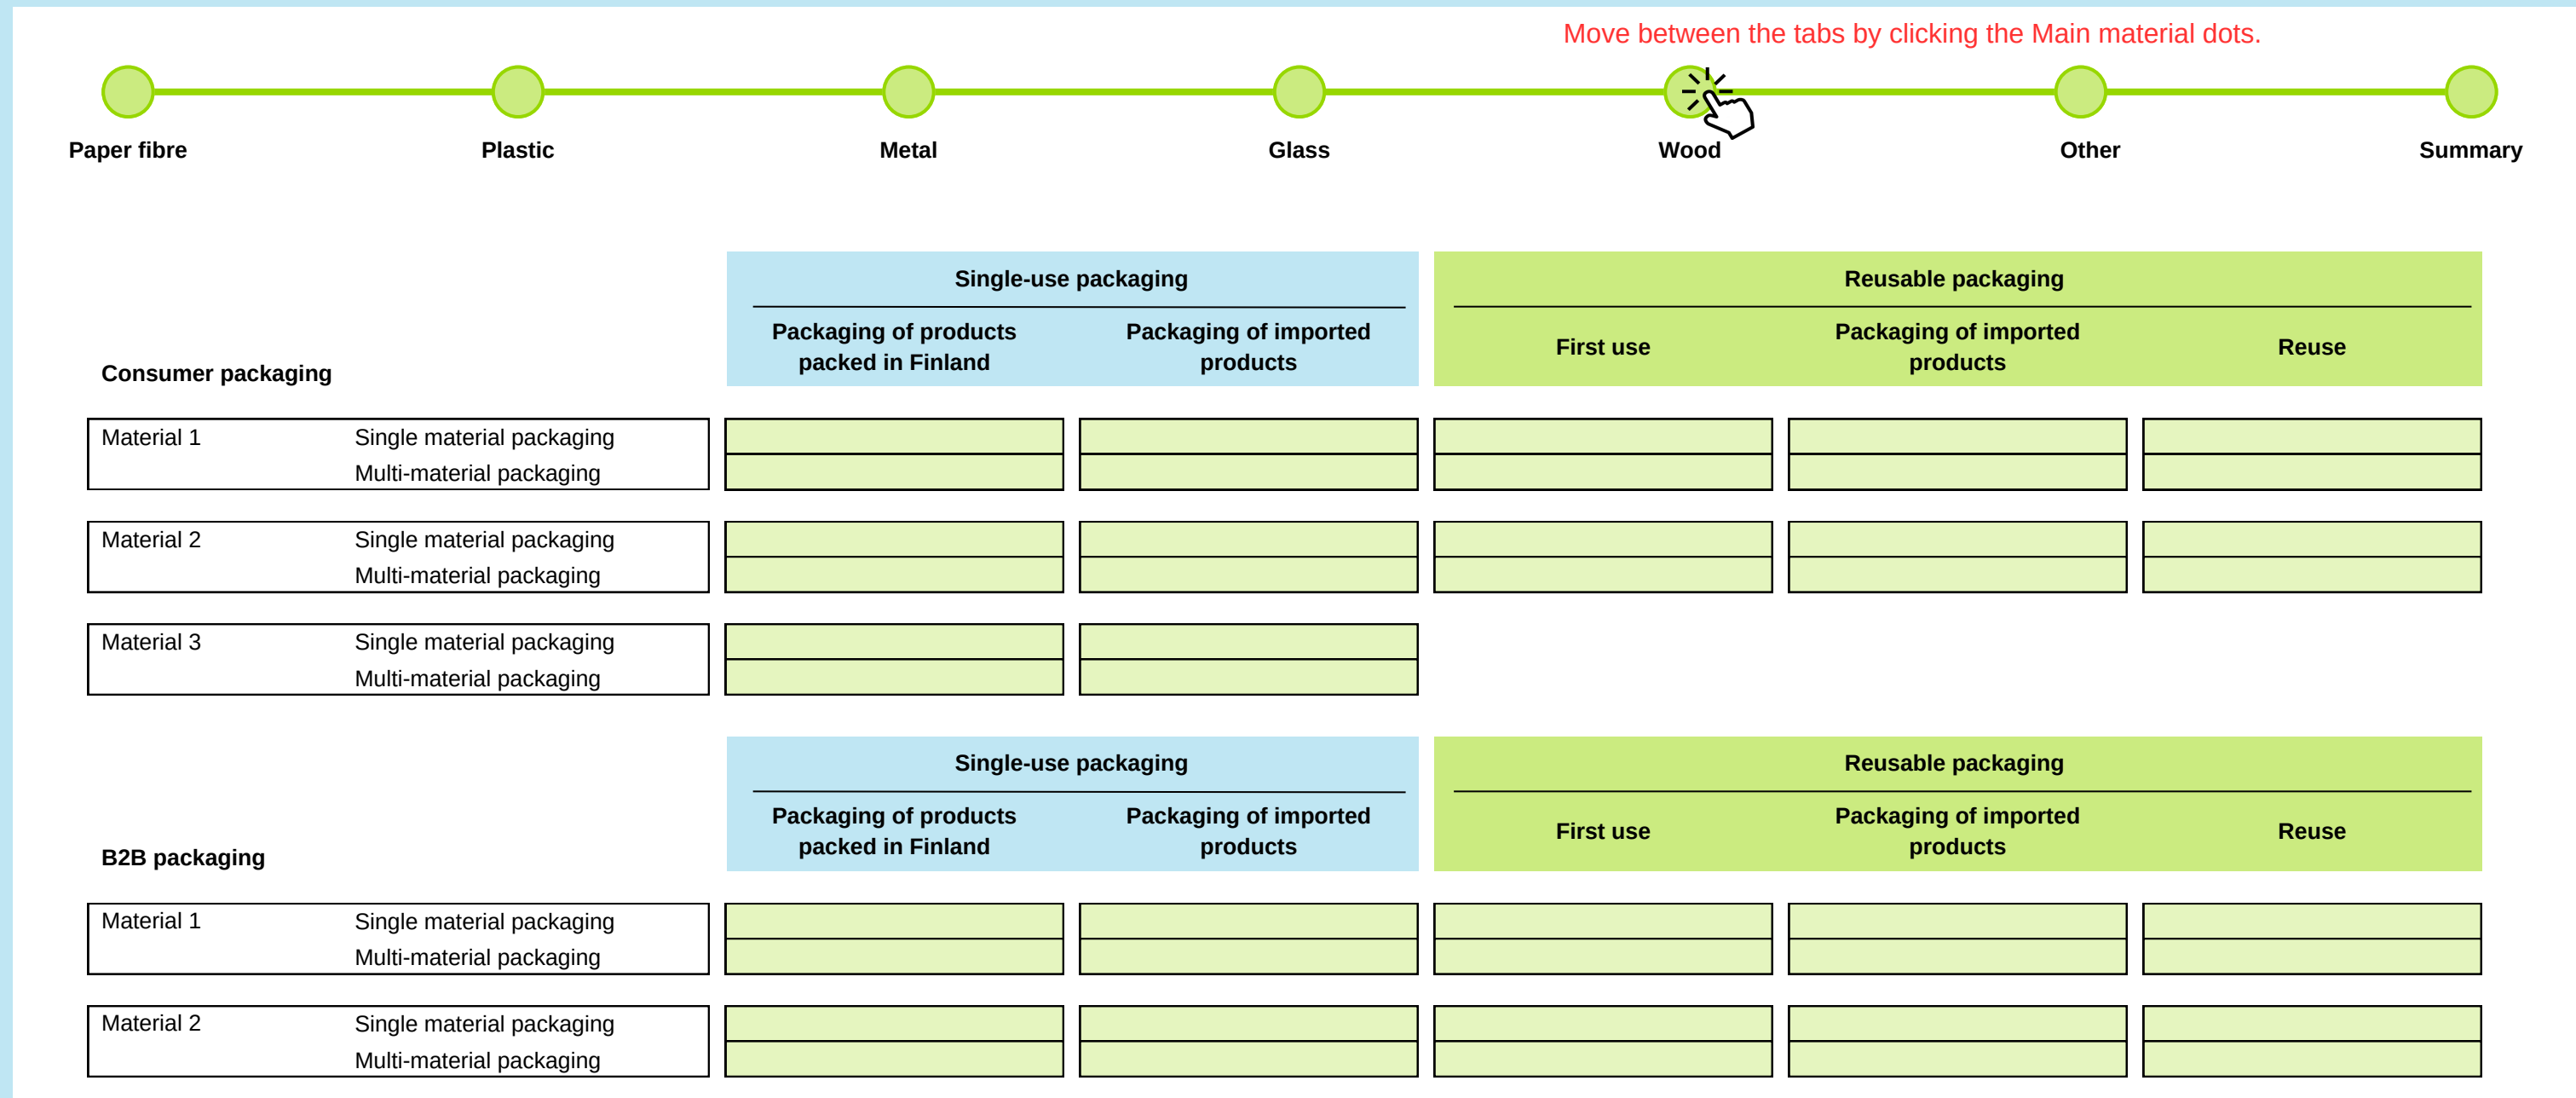 Move between the tabs by clicking the Main material dots.
Paper fibre Plastic Metal Glass Wood Other Summary
Single-use packaging Reusable packaging
Packaging of products Packaging of imported Packaging of imported
First use Reuse
packed in Finland products products
Consumer packaging
Material 1 Single material packaging
Multi-material packaging
Material 2 Single material packaging
Multi-material packaging
Material 3 Single material packaging
Multi-material packaging
Single-use packaging Reusable packaging
Packaging of products Packaging of imported Packaging of imported
First use Reuse
packed in Finland products products
B2B packaging
Material 1 Single material packaging
Multi-material packaging
Material 2 Single material packaging
Multi-material packaging